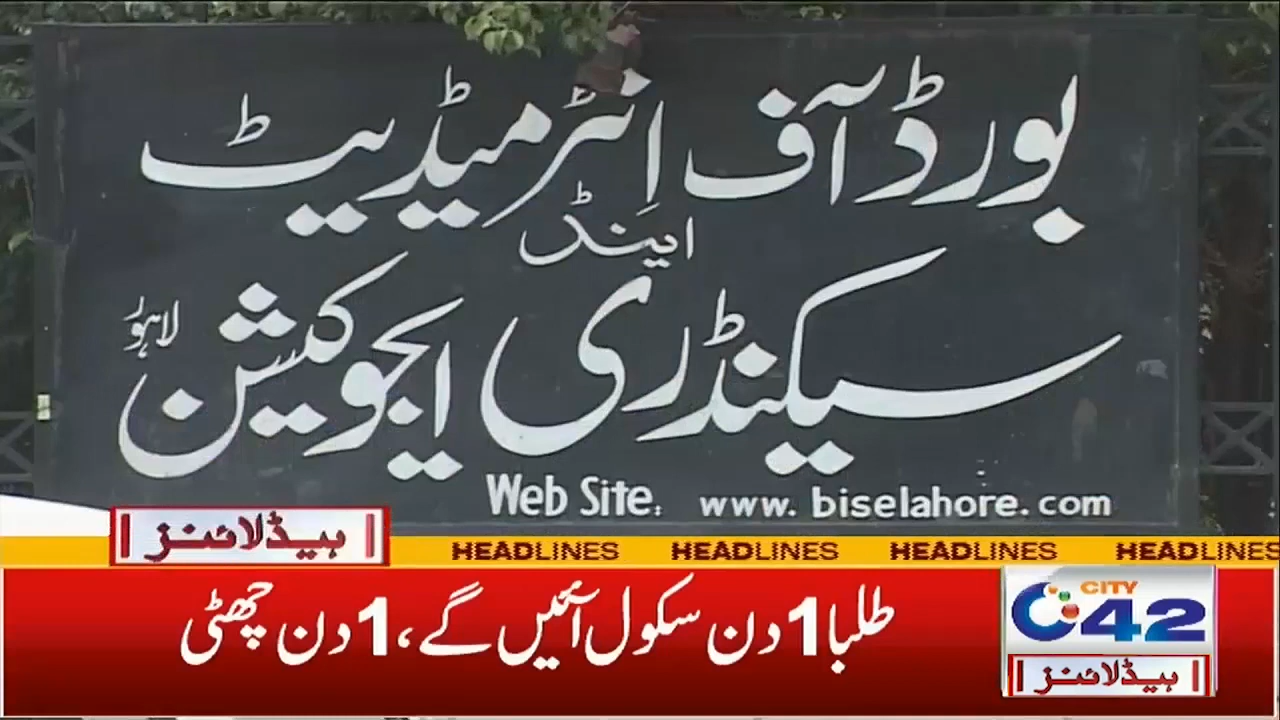 بورڈ آف انٹرمیڈیٹ
اینڈ
سیکنڈری ایجوکیشن لاہور
Web Site: www. biselahore. com
ہیڈلائنز
HEADLINES HEADLINES HEADLINES HEADLINES
طلبا 1 دن سکول آئیں گے، 1 دن چھٹی
CITY
42
ہیڈلائنز